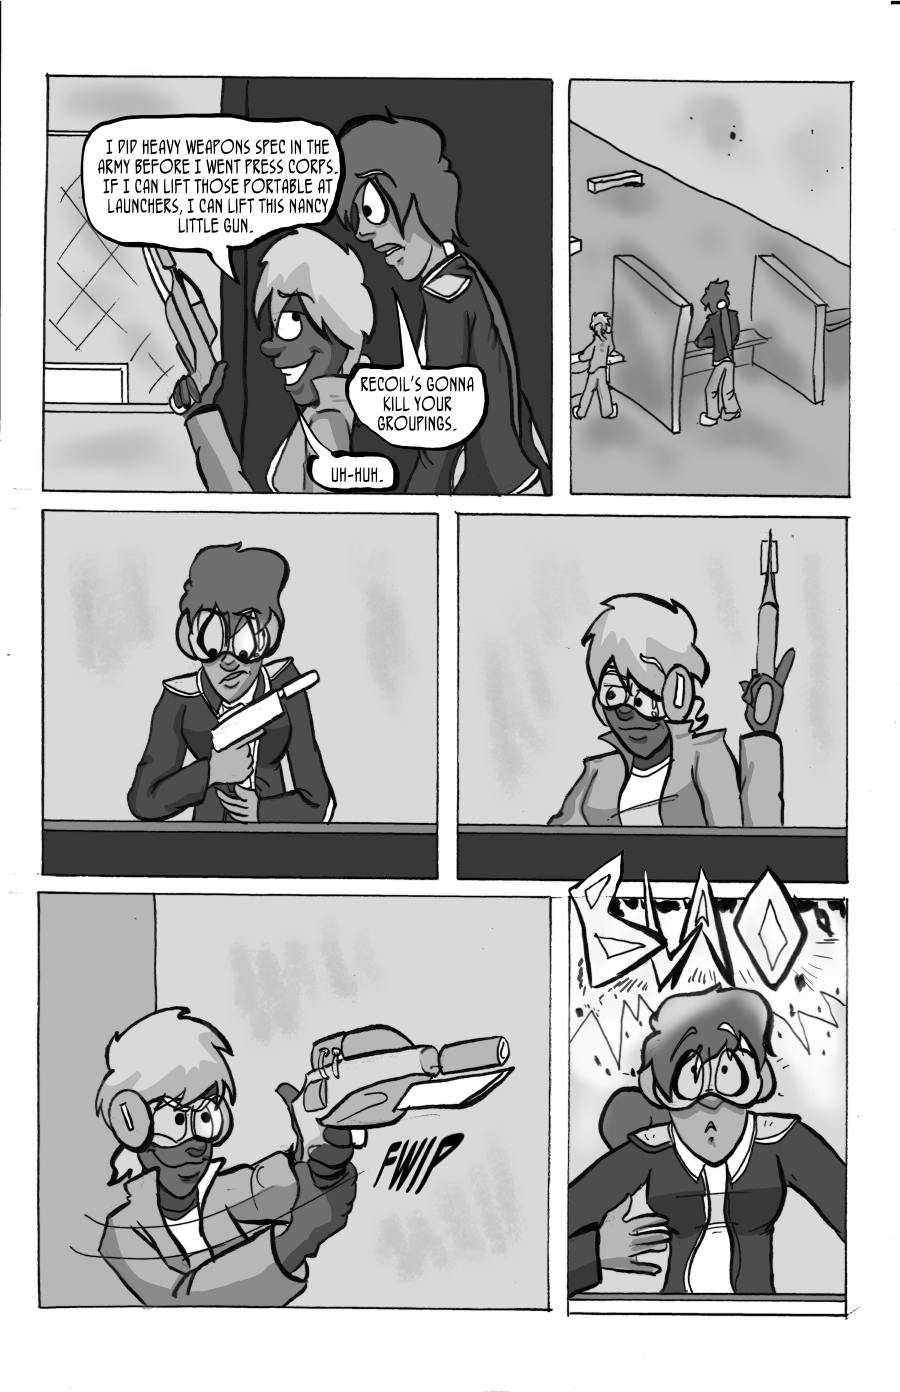 I DID HEAVY WEAPONS SPEC IN THE
ARMY BEFORE I WENT PRESS CORPS.
IF I CAN LIFT THOSE PORTABLE AT
LAUNCHERS, I CAN LIFT THIS NANCY
LITTLE GUN.
RECOIL'S GONNA
KILL YOUR
GROUPINGS.
UH-HUH.
FWIP
BLAO